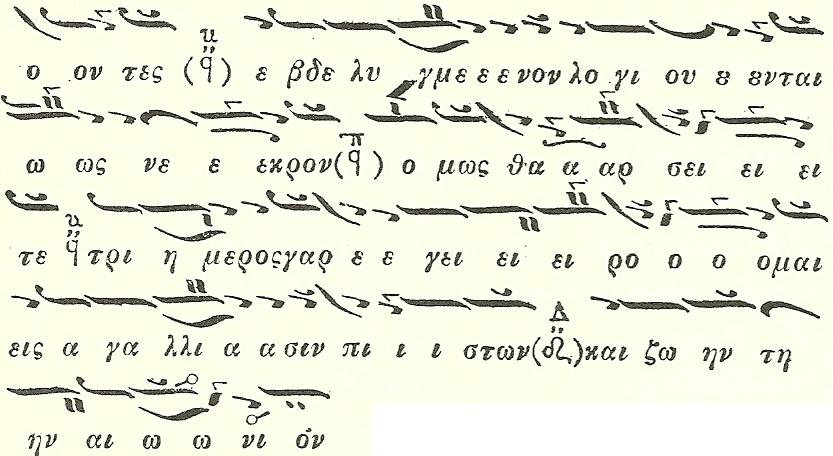 ο ον τες (ϥ) ε βδε λυ γμε ε ε νον λο γι ου ȣ ενται
ω ως νε ε εκρον(ϥ) ο μως θα α αρ σει ει ει
τε ϥ τρι η μεροςγαρ ε ε γει ει ει ρο ο ο ομαι
εις α γα λλι α α σιν πι ι ι στων( )και ζω ην τη
ην αι ω ω νι ον